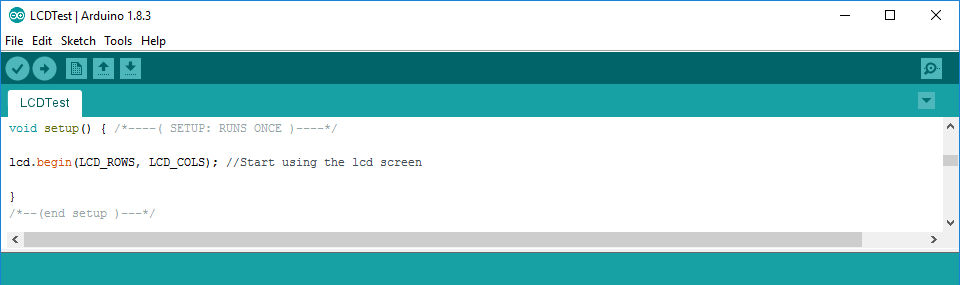 LCDTest | Arduino 1.8.3
File Edit Sketch Tools Help
LCDTest
void setup() { /*----( SETUP: RUNS ONCE )----*/
lcd.begin(LCD_ROWS, LCD_COLS); //Start using the lcd screen
}
/*--(end setup )---*/